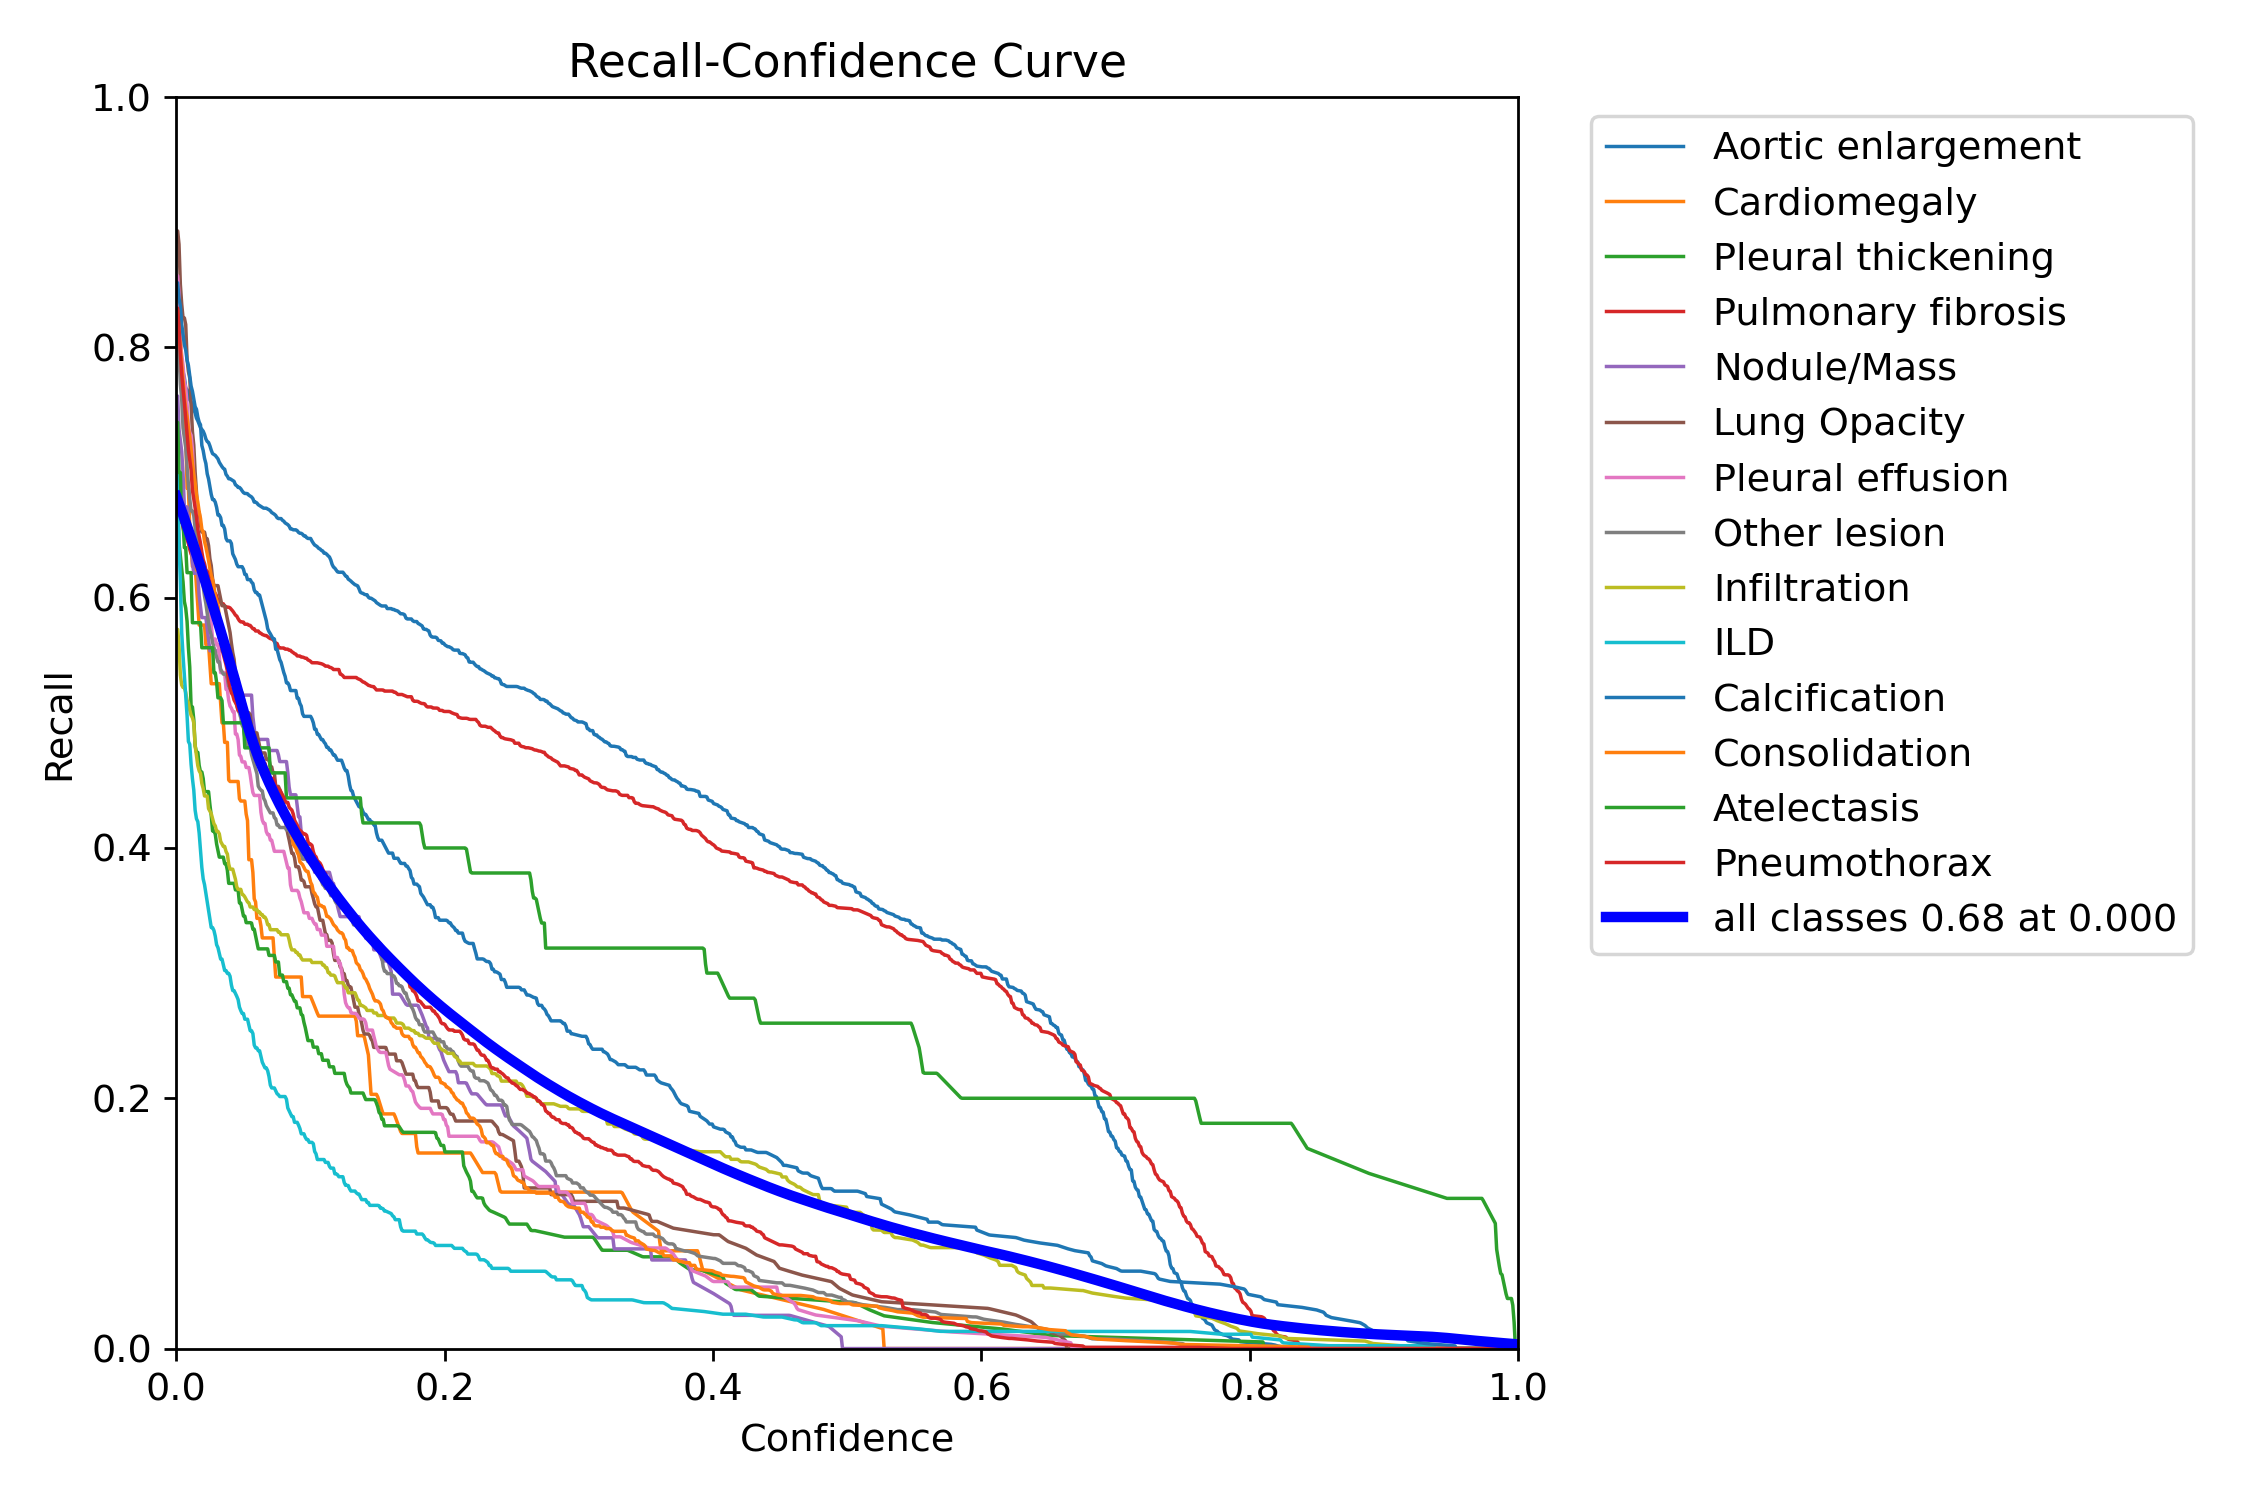 Recall-Confidence Curve
1.0
0.8
0.6
0.4
0.2
0.0
Recall
0.0 0.2 0.4 0.6 0.8 1.0
Confidence
Aortic enlargement
Cardiomegaly
Pleural thickening
Pulmonary fibrosis
Nodule/Mass
Lung Opacity
Pleural effusion
Other lesion
Infiltration
ILD
Calcification
Consolidation
Atelectasis
Pneumothorax
all classes 0.68 at 0.000